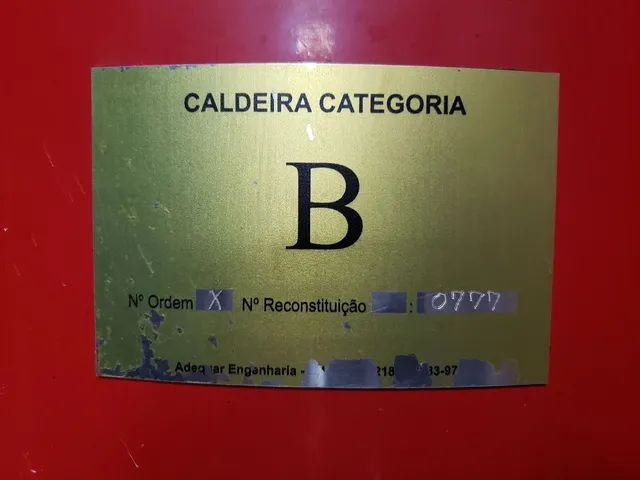 CALDEIRA CATEGORIA
B
Nº Ordem X Nº Reconstituição : 0777
Adequar Engenharia -